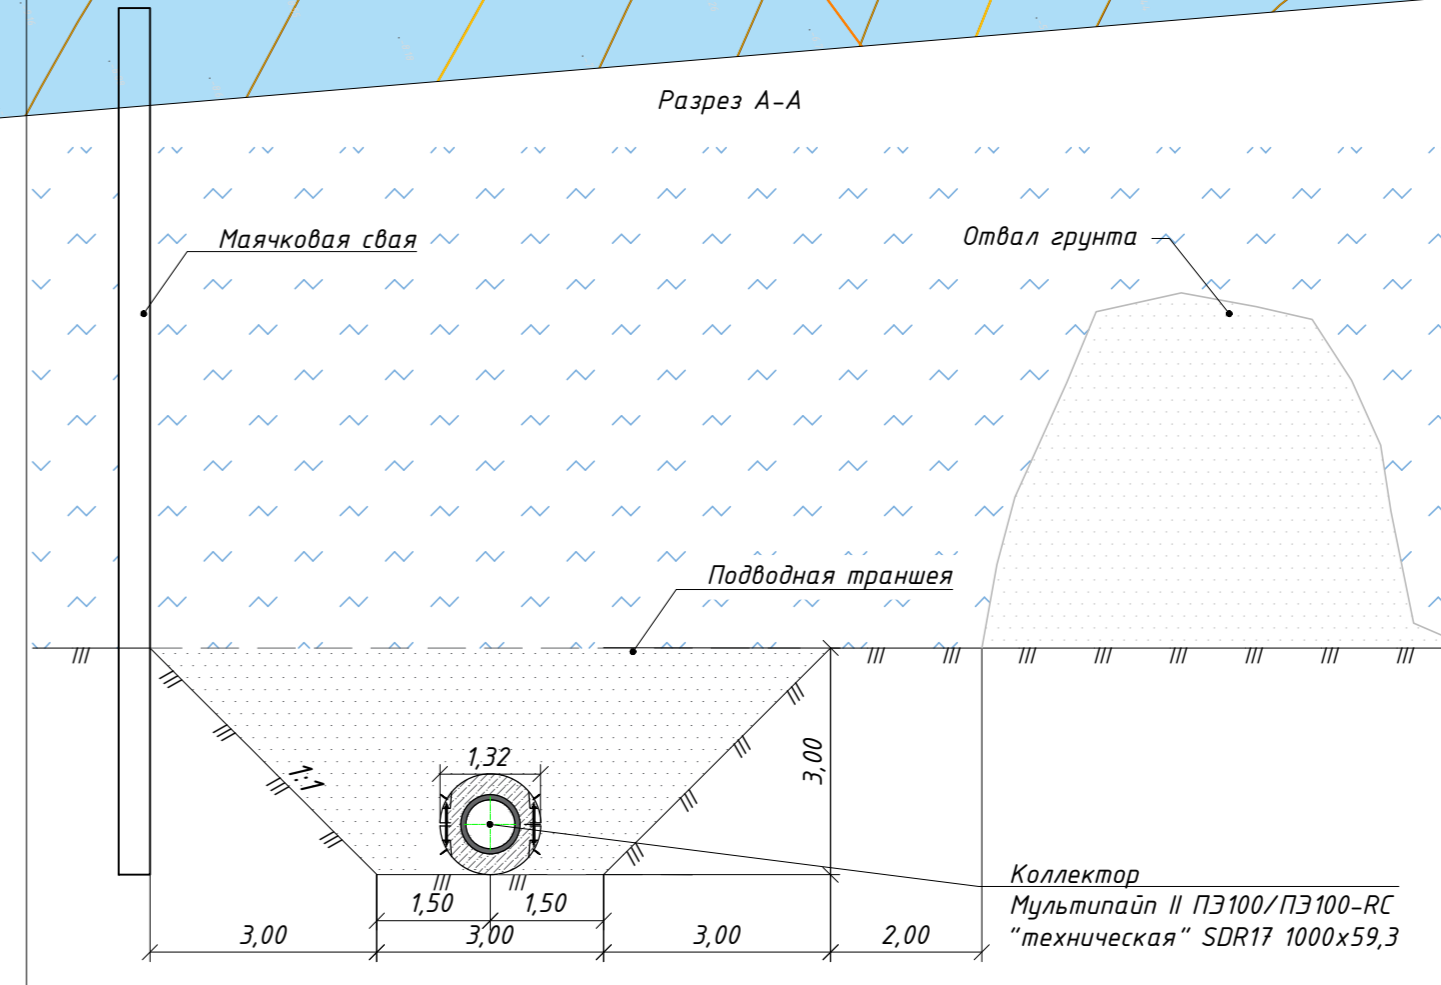 Разрез А-А
Маячковая свая
Отвал грунта
Подводная траншея
1,32
1:1
3,00
Коллектор
Мультипайп II ПЭ100/ПЭ100-RC
"техническая" SDR17 1000х59,3
1,50
1,50
3,00
3,00
3,00
2,00